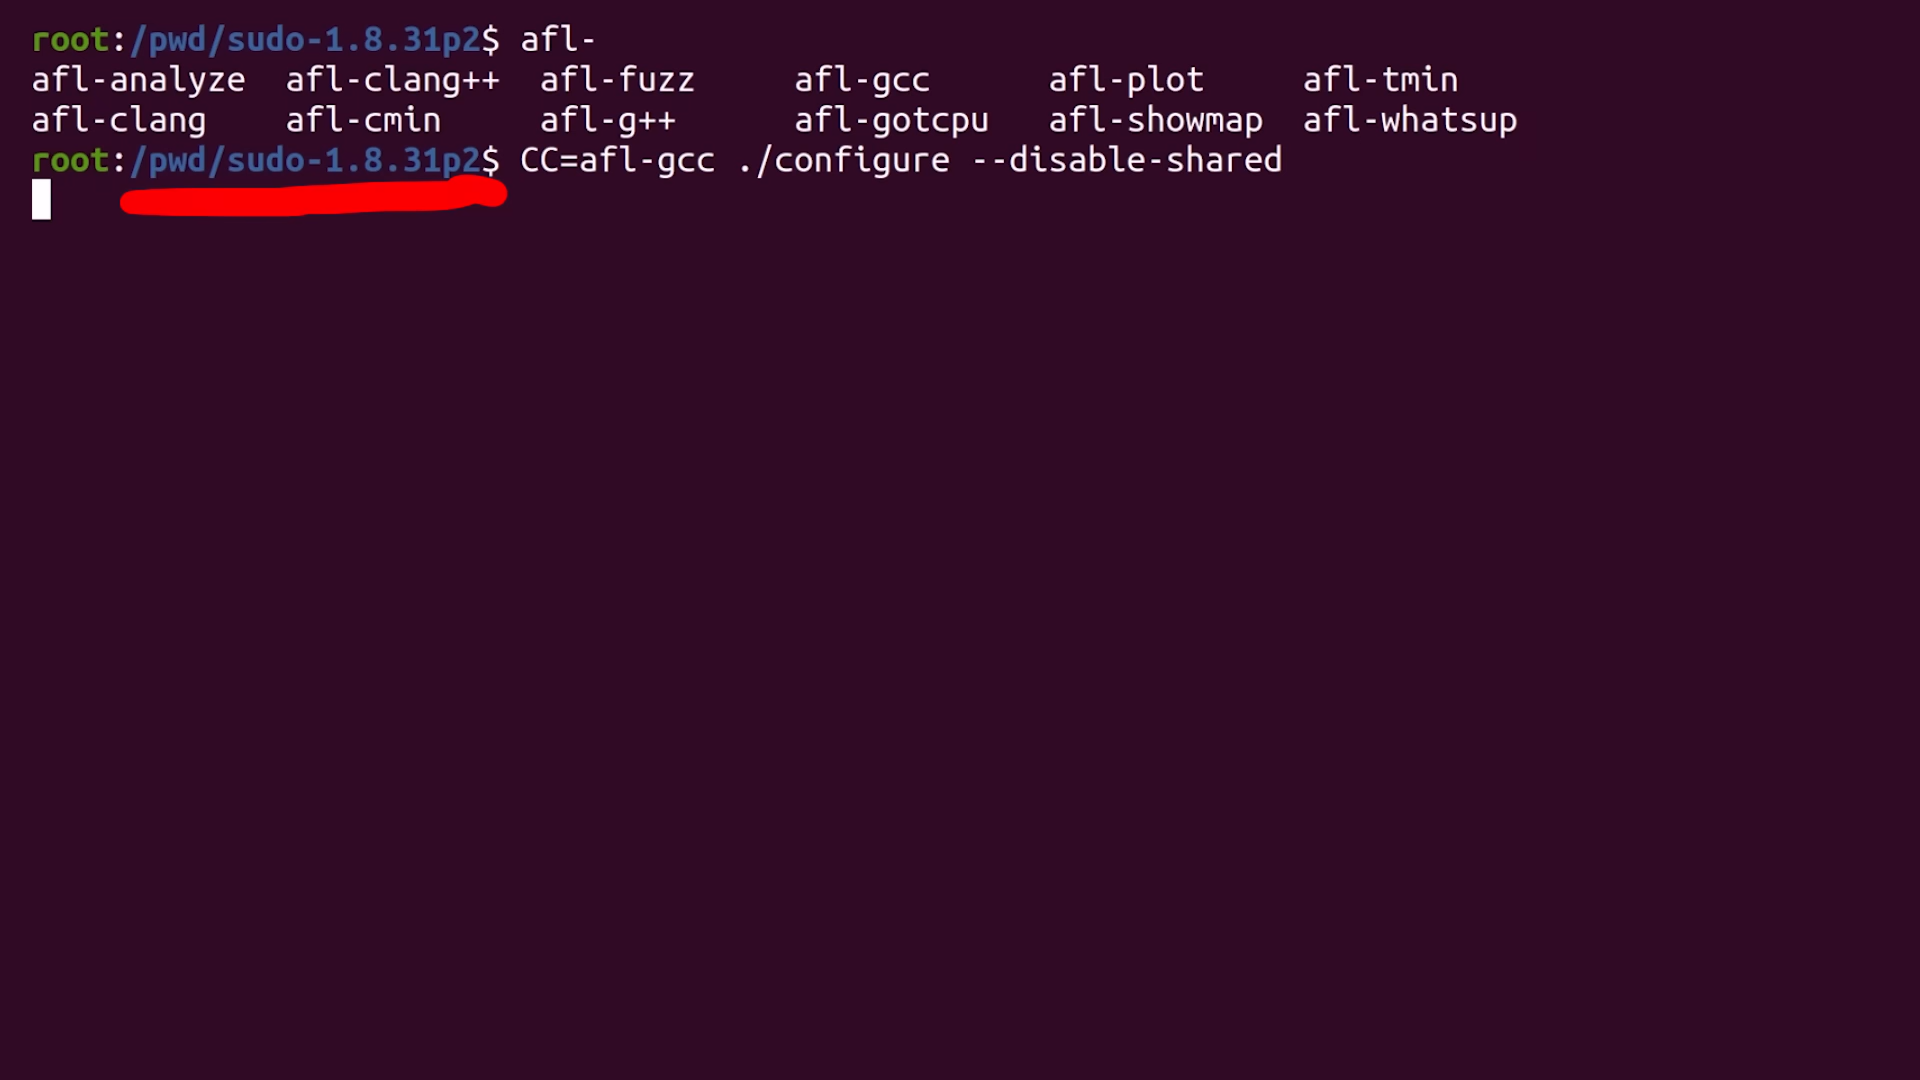 root:/pwd/sudo-1.8.31p2$ afl-
afl-analyze afl-clang++ afl-fuzz afl-gcc afl-plot afl-tmin
afl-clang afl-cmin afl-g++ afl-gotcpu afl-showmap afl-whatsup
root:/pwd/sudo-1.8.31p2$ CC=afl-gcc ./configure --disable-shared